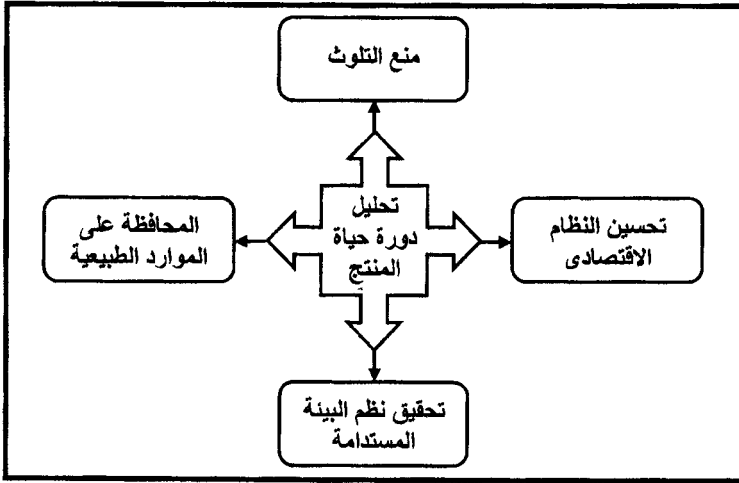 منع التلوث
تحليل
دورة حياة
المنتج
تحسين النظام
الاقتصادى
المحافظة على
الموارد الطبيعية
تحقيق نظم البيئة
المستدامة